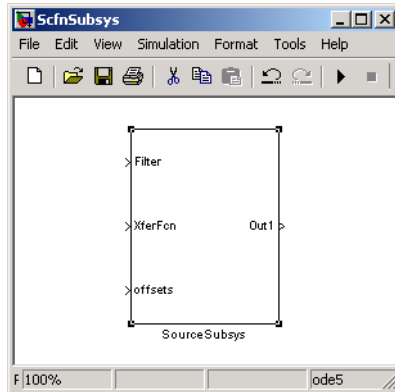 ScfnSubsys
File Edit View Simulation Format Tools Help
Filter
XferFcn Out1
offsets
SourceSubsys
F 100% ode5